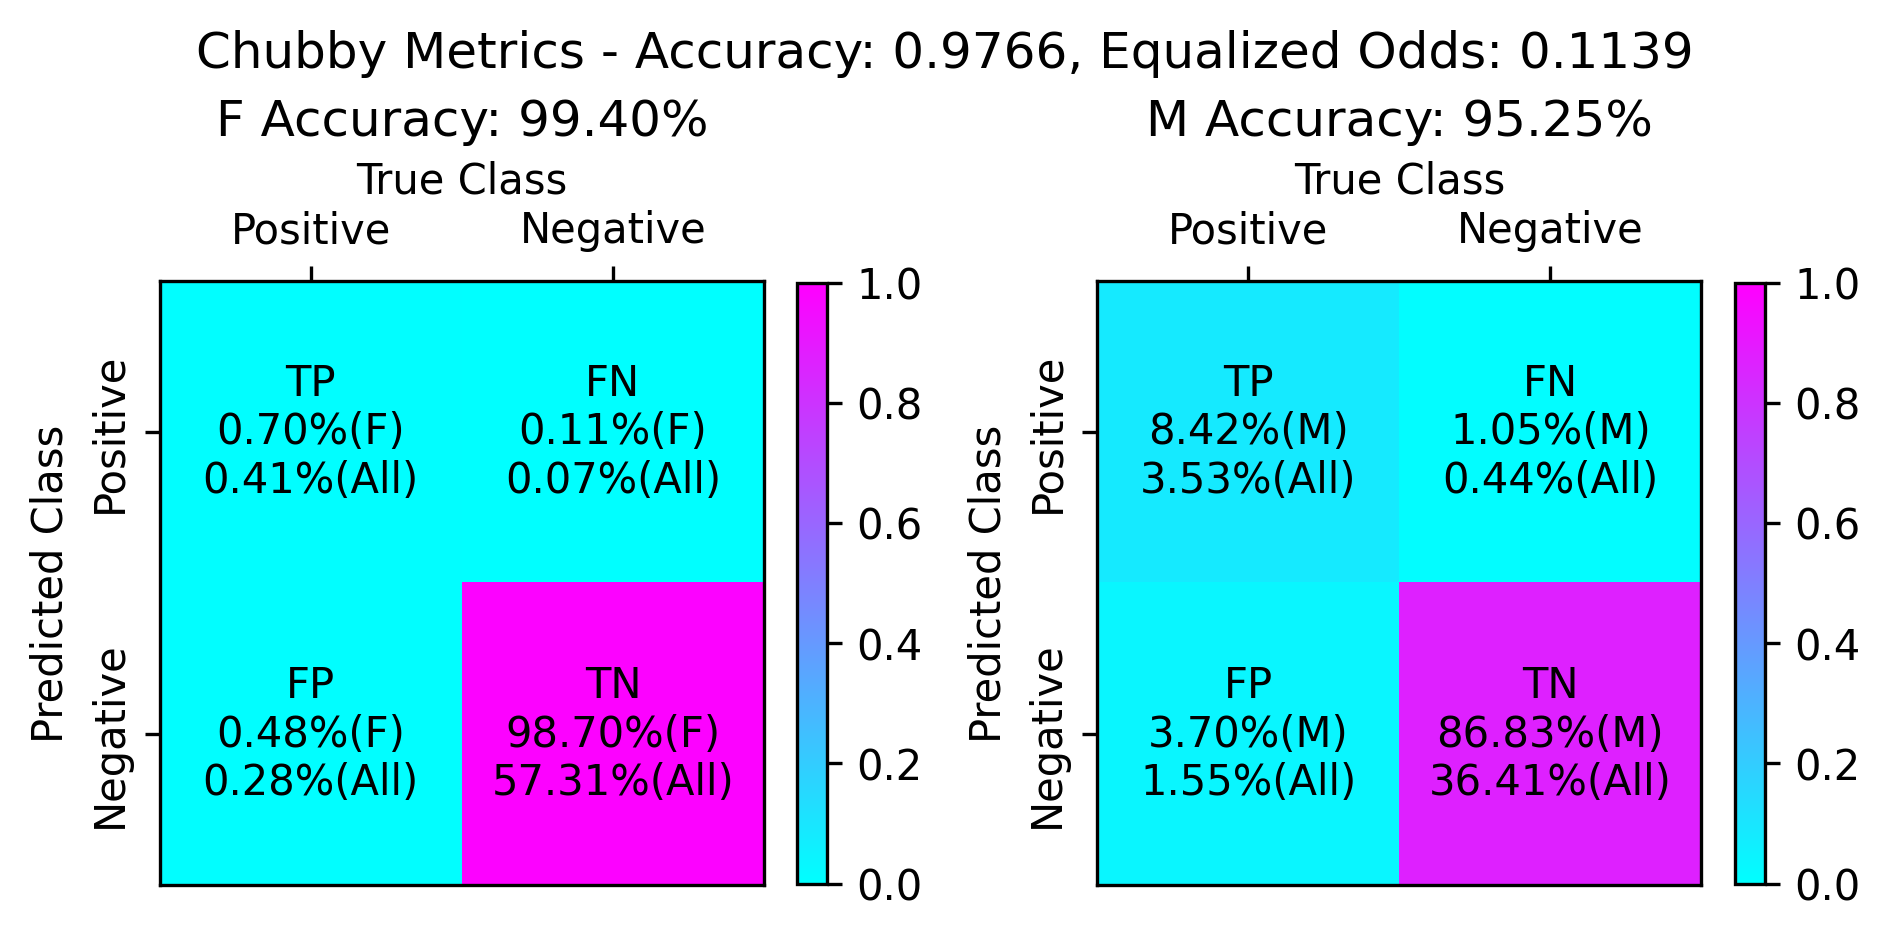 Chubby Metrics - Accuracy: 0.9766, Equalized Odds: 0.1139
F Accuracy: 99.40%
True Class
Positive Negative
Predicted Class
Positive
Negative
TP
0.70%(F)
0.41%(All)
FN
0.11%(F)
0.07%(All)
FP
0.48%(F)
0.28%(All)
TN
98.70%(F)
57.31%(All)
1.0
0.8
0.6
0.4
0.2
0.0
M Accuracy: 95.25%
True Class
Positive Negative
Predicted Class
Positive
Negative
TP
8.42%(M)
3.53%(All)
FN
1.05%(M)
0.44%(All)
FP
3.70%(M)
1.55%(All)
TN
86.83%(M)
36.41%(All)
1.0
0.8
0.6
0.4
0.2
0.0